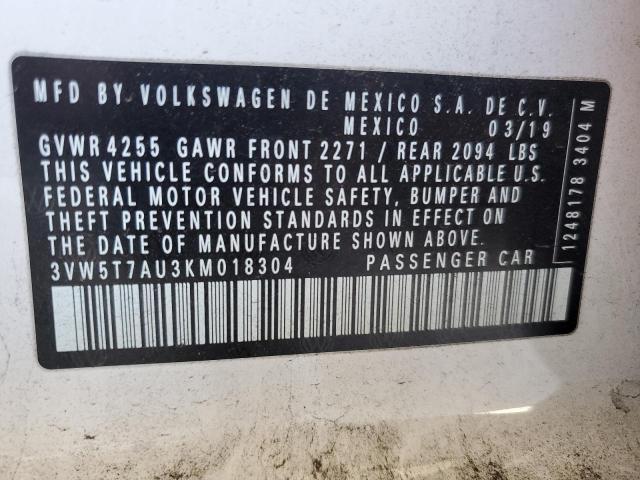 MFD BY VOLKSWAGEN DE MEXICO S.A. DE C.V.
MEXICO 03/19
GVWR 4255 GAWR FRONT 2271 / REAR 2094 LBS
THIS VEHICLE CONFORMS TO ALL APPLICABLE U.S.
FEDERAL MOTOR VEHICLE SAFETY, BUMPER AND
THEFT PREVENTION STANDARDS IN EFFECT ON
THE DATE OF MANUFACTURE SHOWN ABOVE.
3VW5T7AU3KM018304 PASSENGER CAR
1248178 3404 M